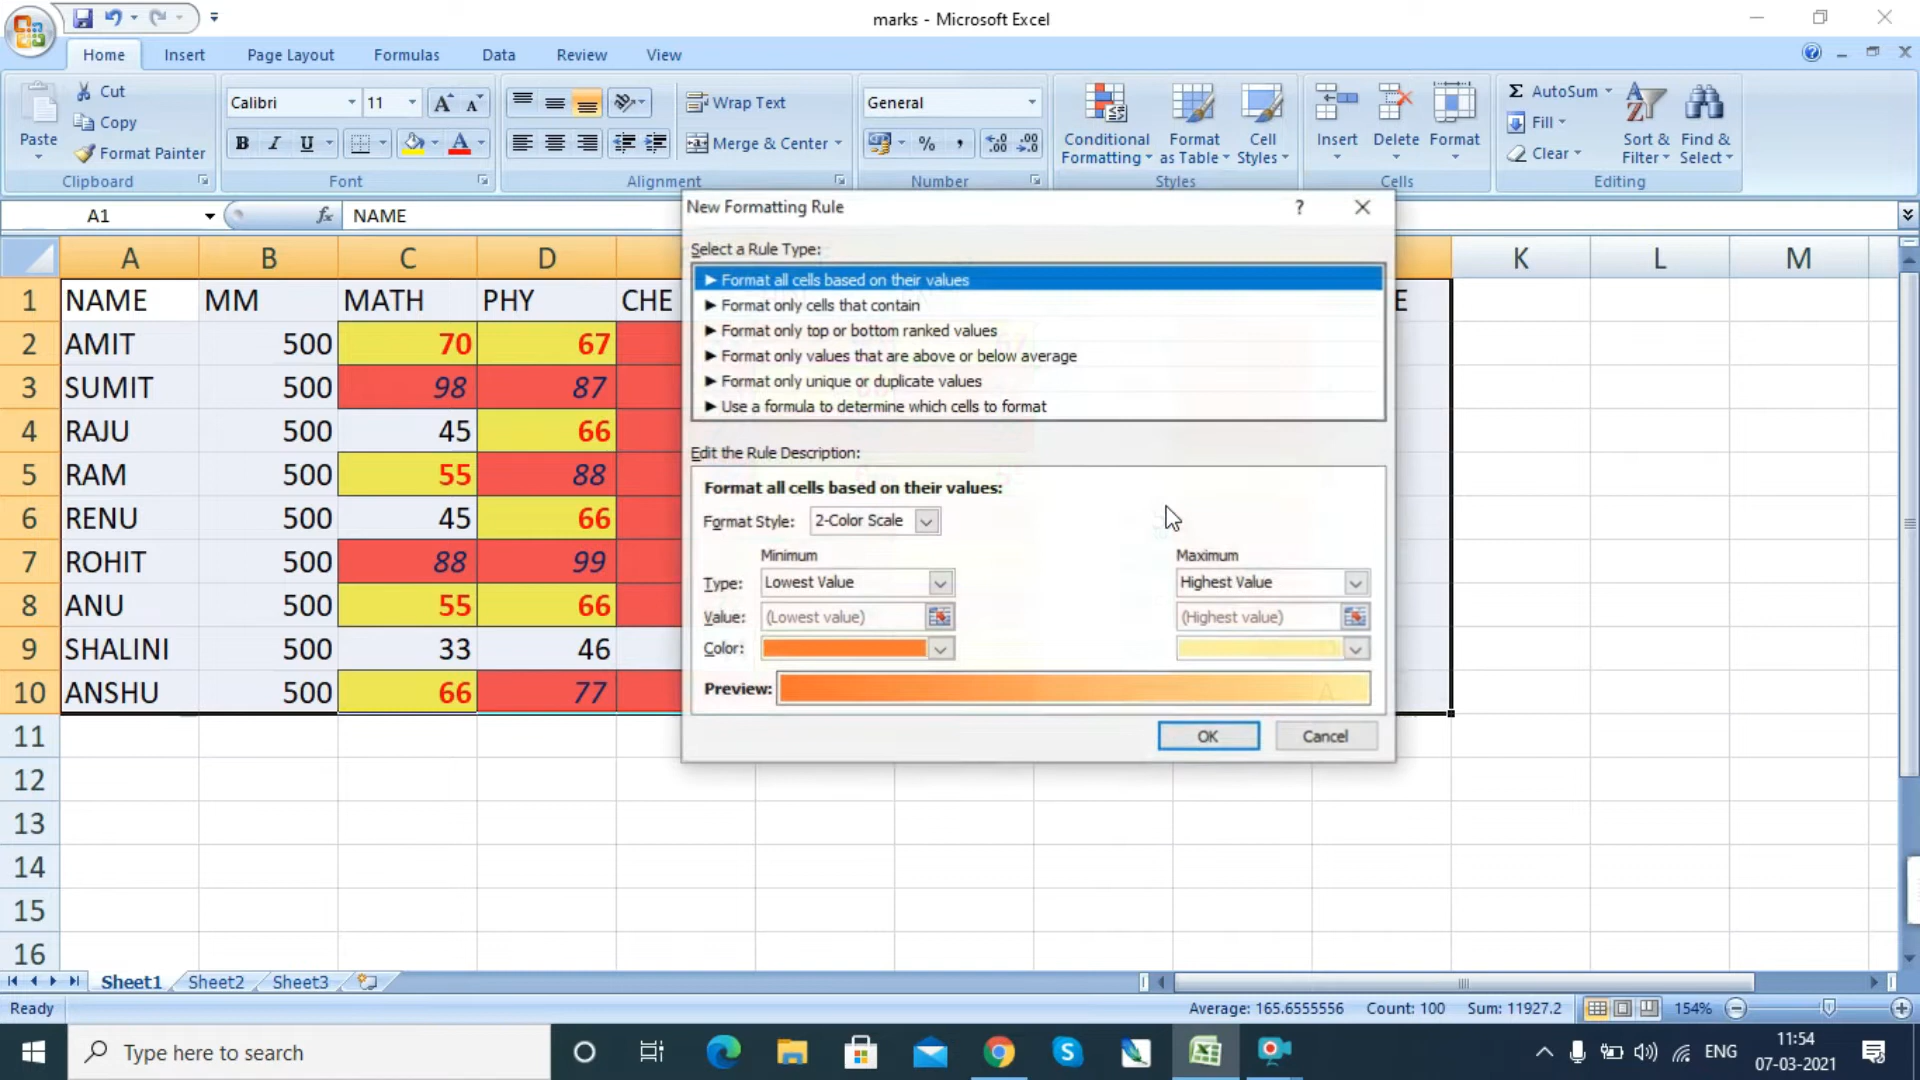 marks - Microsoft Excel
Home Insert Page Layout Formulas Data Review View
Paste
Cut
Copy
Format Painter
Clipboard
Calibri 11
B I U
Font
Wrap Text
Merge & Center
Alignment
General
% ,
Number
Conditional Formatting
Format as Table
Cell Styles
Styles
Insert Delete Format
Cells
Σ AutoSum
Fill
Clear
Sort & Filter
Find & Select
Editing
A1 fx NAME
A B C D K L M
1 NAME MM MATH PHY CHE E
2 AMIT 500 70 67
3 SUMIT 500 98 87
4 RAJU 500 45 66
5 RAM 500 55 88
6 RENU 500 45 66
7 ROHIT 500 88 99
8 ANU 500 55 66
9 SHALINI 500 33 46
10 ANSHU 500 66 77
11
12
13
14
15
16
New Formatting Rule ?
Select a Rule Type:
► Format all cells based on their values
► Format only cells that contain
► Format only top or bottom ranked values
► Format only values that are above or below average
► Format only unique or duplicate values
► Use a formula to determine which cells to format
Edit the Rule Description:
Format all cells based on their values:
Format Style: 2-Color Scale
Minimum Maximum
Type: Lowest Value Highest Value
Value: (Lowest value) (Highest value)
Color:
Preview:
OK Cancel
Sheet1 Sheet2 Sheet3
Ready Average: 165.6555556 Count: 100 Sum: 11927.2 154%
Type here to search
ENG
11:54
07-03-2021